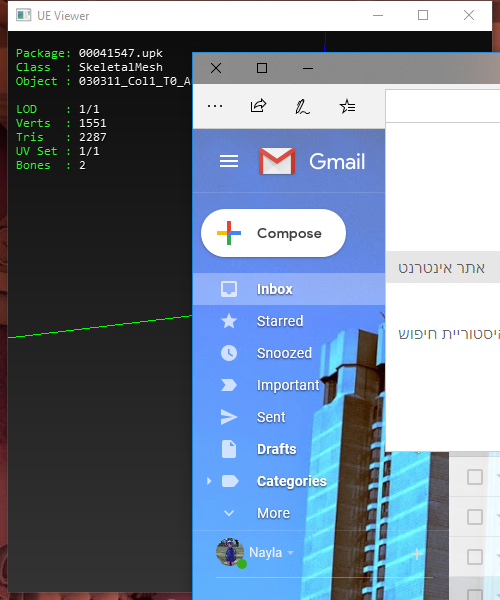 UE Viewer
Package: 00041547.upk
Class : SkeletalMesh
Object : 030311_Col1_T0_A
LOD : 1/1
Verts : 1551
Tris : 2287
UV Set : 1/1
Bones : 2
Gmail
Compose
אתר אינטרנט
Inbox
Starred
היסטוריית חיפוש
Snoozed
Important
Sent
Drafts
Categories
More
Nayla